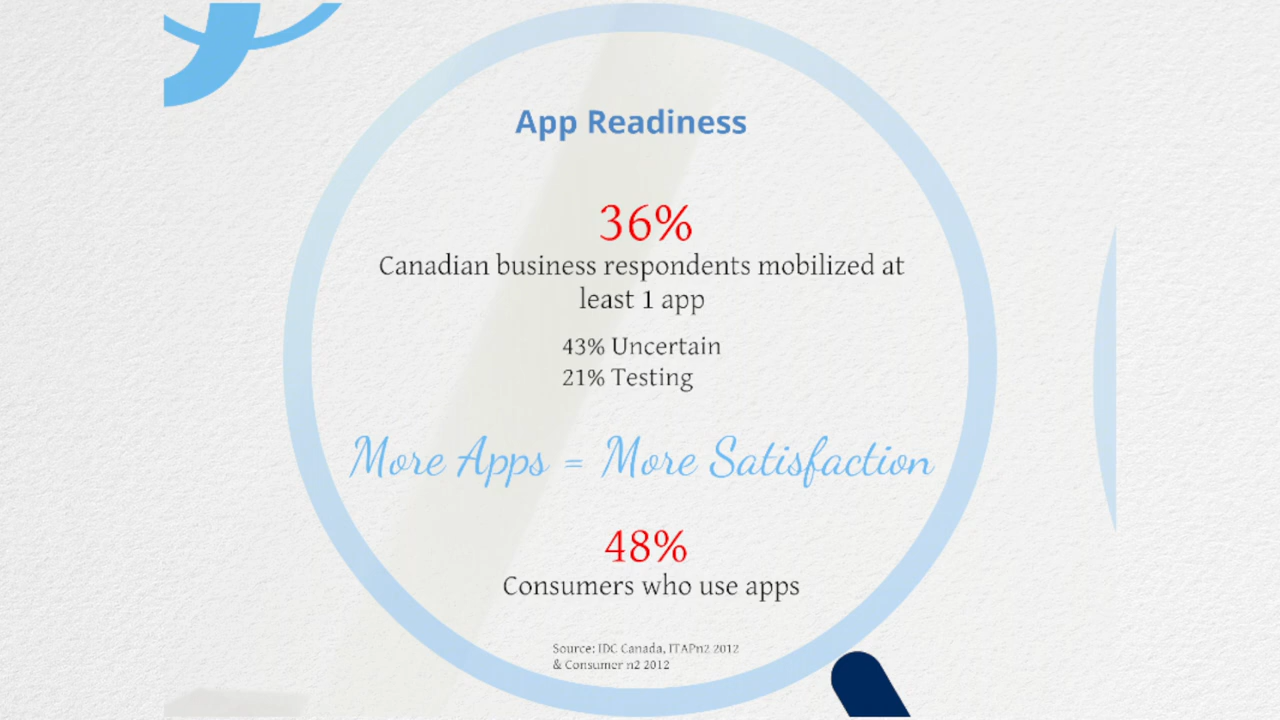 App Readiness
36%
Canadian business respondents mobilized at
least 1 app
43% Uncertain
21% Testing
More Apps = More Satisfaction
48%
Consumers who use apps
Source: IDC Canada, ITAPn2 2012
& Consumer n2 2012